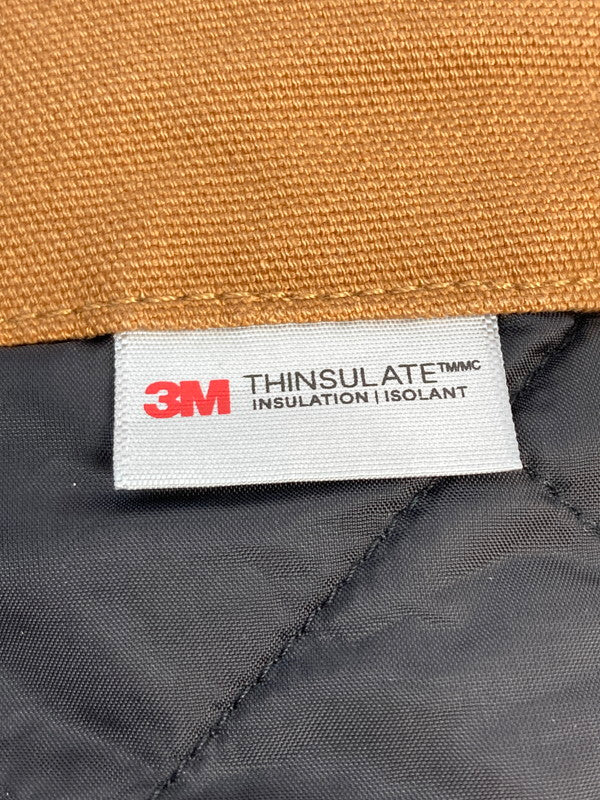 3M THINSULATE™/MC
INSULATION | ISOLANT